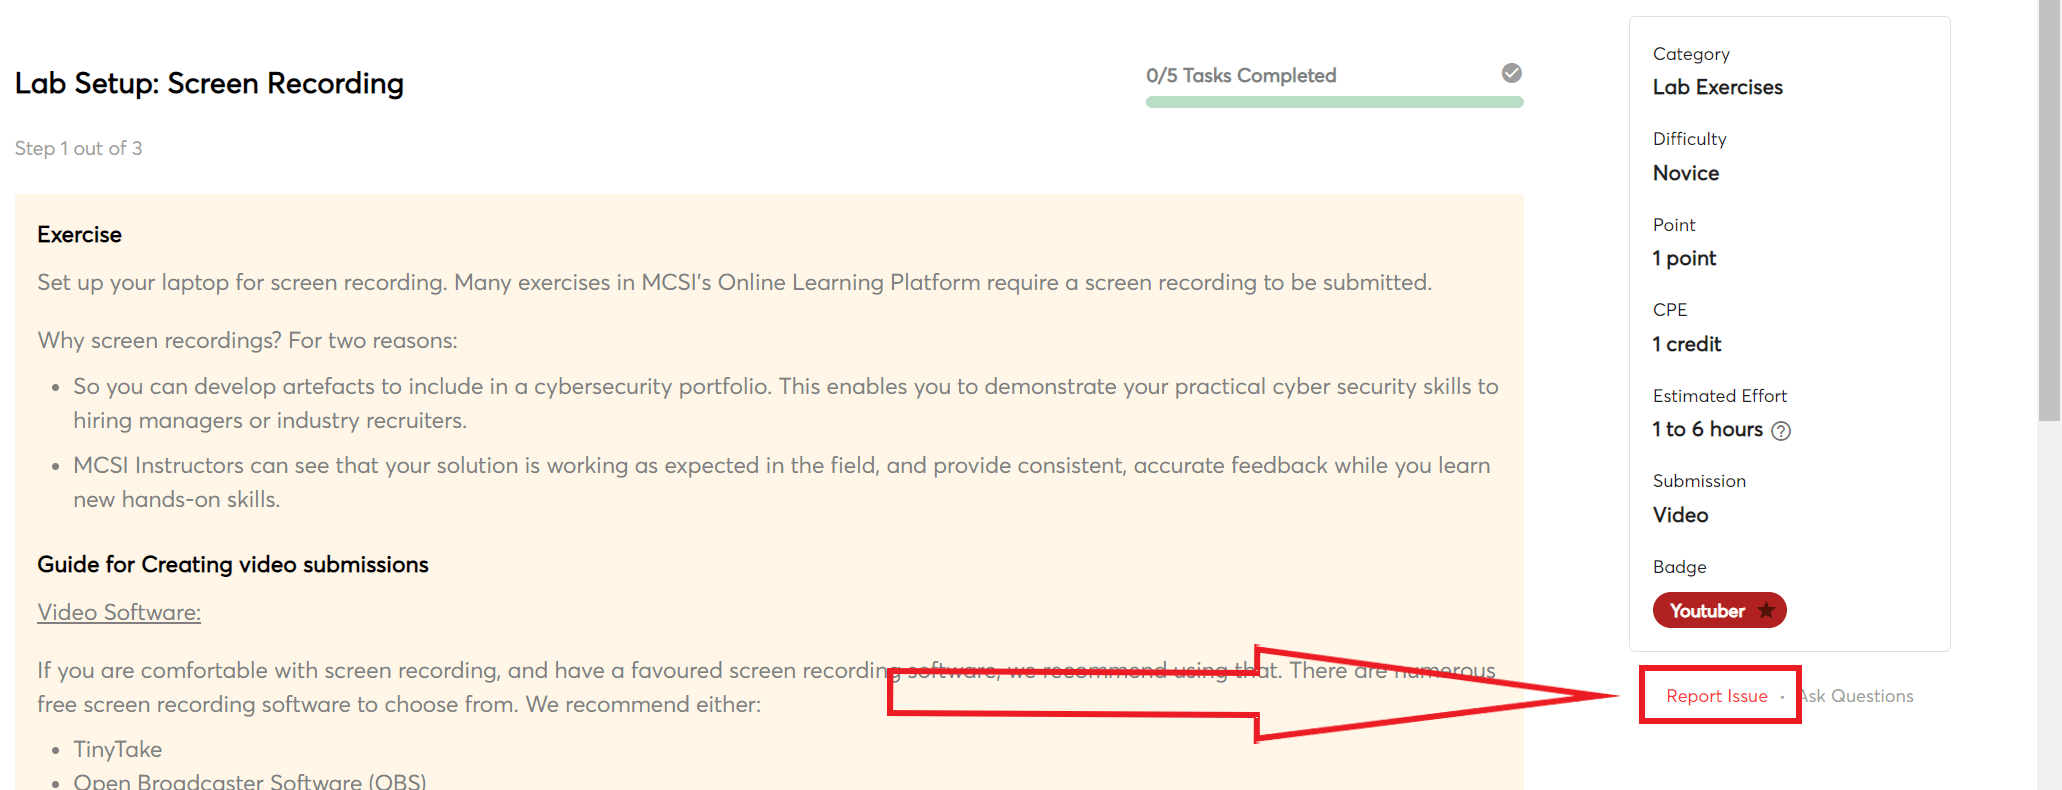 Lab Setup: Screen Recording
0/5 Tasks Completed
Step 1 out of 3
Exercise
Set up your laptop for screen recording. Many exercises in MCSI's Online Learning Platform require a screen recording to be submitted.
Why screen recordings? For two reasons:
• So you can develop artefacts to include in a cybersecurity portfolio. This enables you to demonstrate your practical cyber security skills to
hiring managers or industry recruiters.
• MCSI Instructors can see that your solution is working as expected in the field, and provide consistent, accurate feedback while you learn
new hands-on skills.
Guide for Creating video submissions
Video Software:
If you are comfortable with screen recording, and have a favoured screen recording software, we recommend using that. There are numerous
free screen recording software to choose from. We recommend either:
• TinyTake
• Open Broadcaster Software (OBS)
Category
Lab Exercises
Difficulty
Novice
Point
1 point
CPE
1 credit
Estimated Effort
1 to 6 hours ?
Submission
Video
Badge
Youtuber ★
Report Issue · Ask Questions